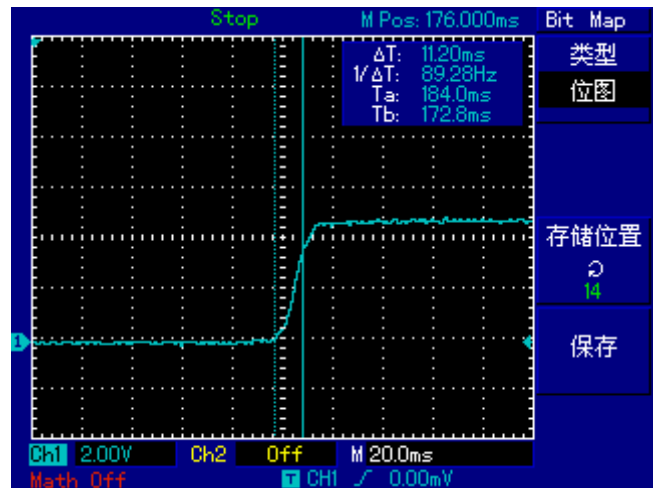 Stop M Pos: 176.000ms Bit Map
ΔT: 11.20ms
1/ΔT: 89.28Hz
Ta: 184.0ms
Tb: 172.8ms
类型
位图
存储位置
14
保存
1
Ch1 2.00V Ch2 Off M 20.0ms
Math Off T CH1 0.00mV